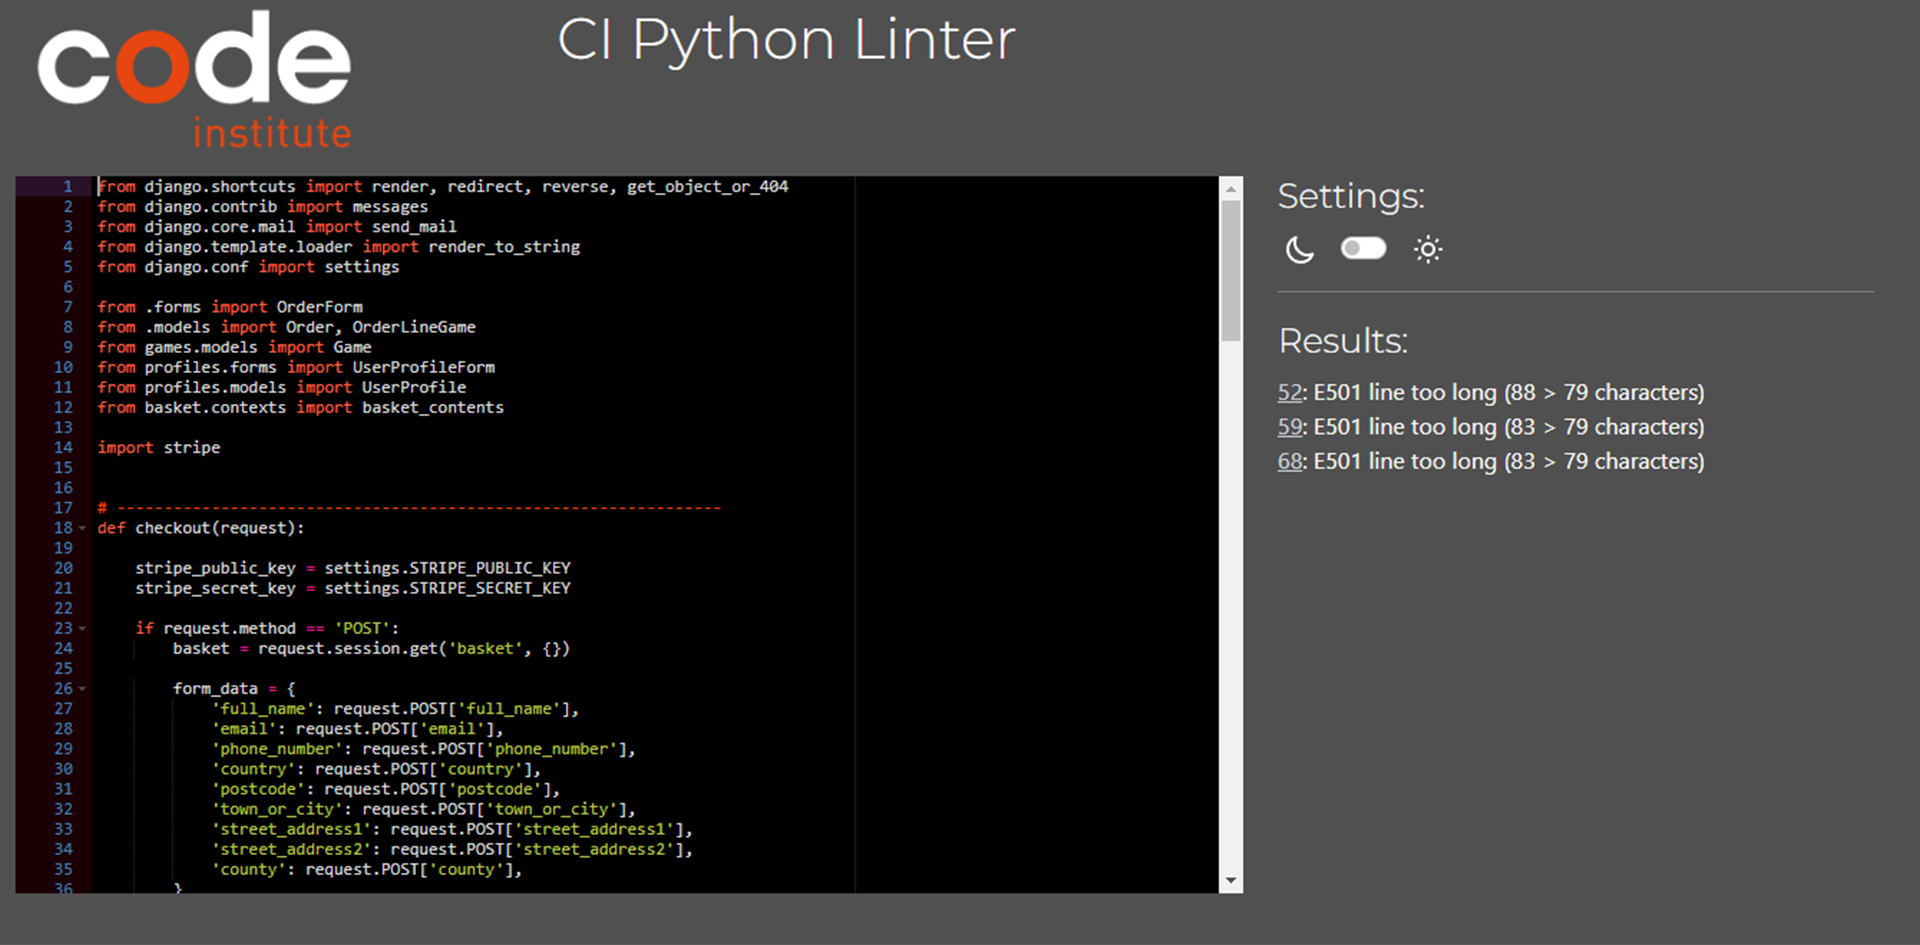 code
institute
CI Python Linter
1 from django.shortcuts import render, redirect, reverse, get_object_or_404
2 from django.contrib import messages
3 from django.core.mail import send_mail
4 from django.template.loader import render_to_string
5 from django.conf import settings
6
7 from .forms import OrderForm
8 from .models import Order, OrderLineGame
9 from games.models import Game
10 from profiles.forms import UserProfileForm
11 from profiles.models import UserProfile
12 from basket.contexts import basket_contents
13
14 import stripe
15
16
17 # ----------------------------------------------------------------
18 def checkout(request):
19
20     stripe_public_key = settings.STRIPE_PUBLIC_KEY
21     stripe_secret_key = settings.STRIPE_SECRET_KEY
22
23     if request.method == 'POST':
24         basket = request.session.get('basket', {})
25
26         form_data = {
27             'full_name': request.POST['full_name'],
28             'email': request.POST['email'],
29             'phone_number': request.POST['phone_number'],
30             'country': request.POST['country'],
31             'postcode': request.POST['postcode'],
32             'town_or_city': request.POST['town_or_city'],
33             'street_address1': request.POST['street_address1'],
34             'street_address2': request.POST['street_address2'],
35             'county': request.POST['county'],
36         }
Settings:
Results:
52: E501 line too long (88 > 79 characters)
59: E501 line too long (83 > 79 characters)
68: E501 line too long (83 > 79 characters)